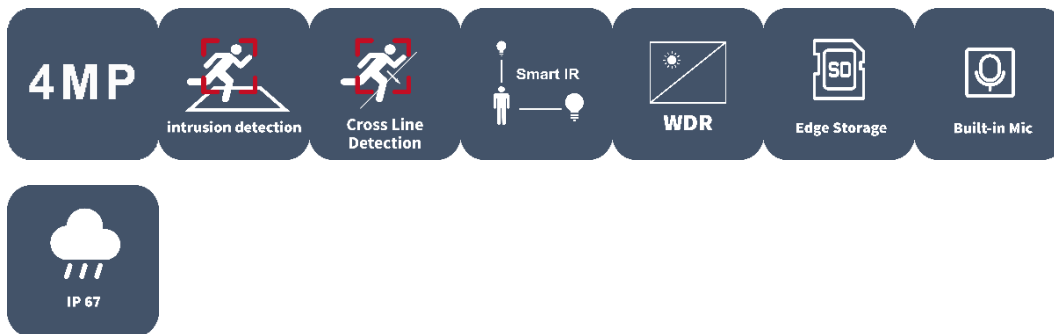 4MP
intrusion detection
Cross Line
Detection
Smart IR
WDR
SD
Edge Storage
Built-in Mic
IP 67